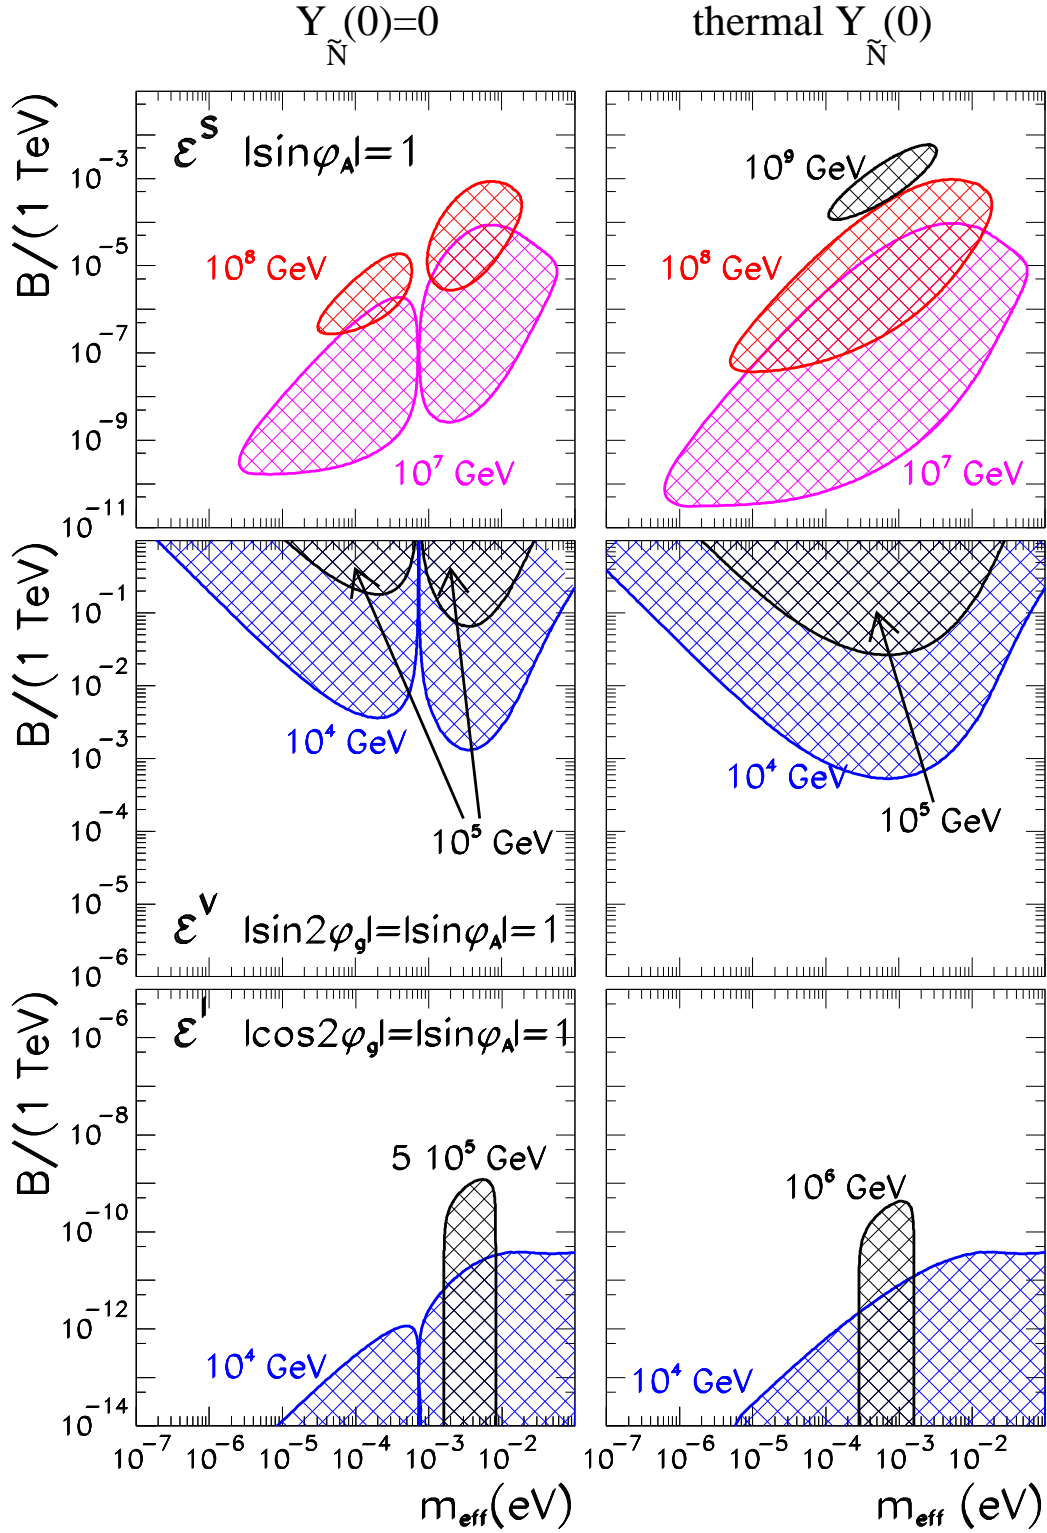 Y_Ñ(0)=0
thermal Y_Ñ(0)
B/(1 TeV)
10^-3
10^-5
10^-7
10^-9
10^-11
ε^S |sinφ_A|=1
10^8 GeV
10^7 GeV
10^9 GeV
10^8 GeV
10^7 GeV
B/(1 TeV)
10^-1
10^-2
10^-3
10^-4
10^-5
10^-6
10^4 GeV
10^5 GeV
ε^V |sin2φ_g|=|sinφ_A|=1
10^4 GeV
10^5 GeV
B/(1 TeV)
10^-6
10^-8
10^-10
10^-12
10^-14
ε^I |cos2φ_g|=|sinφ_A|=1
5 10^5 GeV
10^4 GeV
10^6 GeV
10^4 GeV
10^-7 10^-6 10^-5 10^-4 10^-3 10^-2
10^-7 10^-6 10^-5 10^-4 10^-3 10^-2
m_eff(eV)
m_eff (eV)